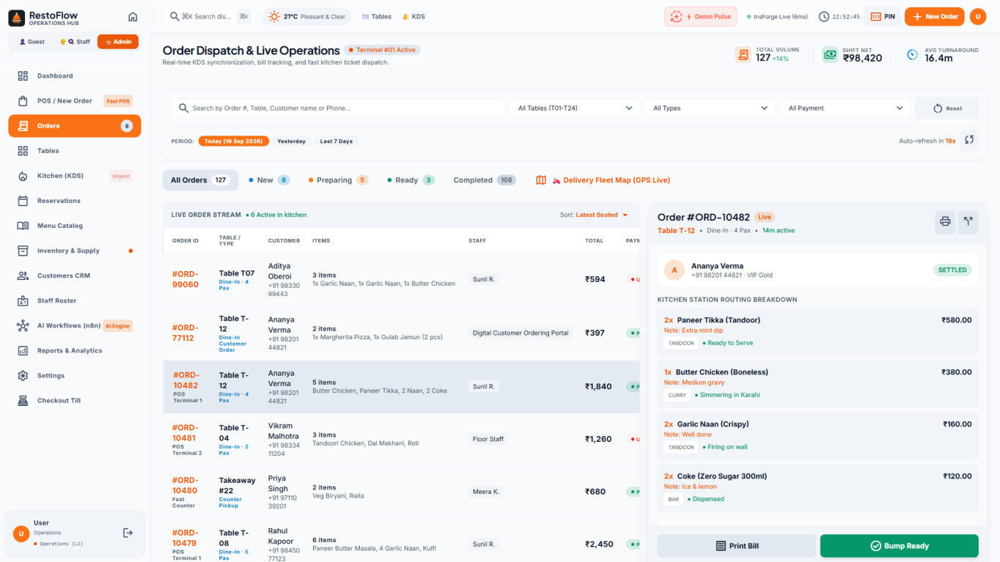 RestoFlow
OPERATIONS HUB
Guest
Staff
Admin
Dashboard
POS / New Order
Fast POS
Orders
8
Tables
Kitchen (KDS)
Urgent
Reservations
Menu Catalog
Inventory & Supply
Customers CRM
Staff Roster
AI Workflows (n8n)
AI Engine
Reports & Analytics
Settings
Checkout Till
U
User
Operations
Operations (L2)
⌘K Search dis...
⌘K
21°C Pleasant & Clear
Tables
KDS
Demo Pulse
InsForge Live (6ms)
22:52:45
123 PIN
New Order
U
Order Dispatch & Live Operations
Terminal #01 Active
Real-time KDS synchronization, bill tracking, and fast kitchen ticket dispatch.
TOTAL VOLUME
127 +14%
SHIFT NET
₹98,420
AVG TURNAROUND
16.4m
Search by Order #, Table, Customer name or Phone...
All Tables (T01-T24)
All Types
All Payment
Reset
PERIOD:
Today (16 Sep 2026)
Yesterday
Last 7 Days
Auto-refresh in 18s
All Orders 127
New 8
Preparing 5
Ready 3
Completed 108
Delivery Fleet Map (GPS Live)
LIVE ORDER STREAM
6 Active in kitchen
Sort: Latest Seated
ORDER ID
TABLE /
TYPE
CUSTOMER
ITEMS
STAFF
TOTAL
PAYM
#ORD-
99060
Table T07
Dine-In · 4
Pax
Aditya
Oberoi
+91 98330
99443
3 items
1x Garlic Naan, 1x Garlic Naan, 1x Butter Chicken
Sunil R.
₹594
U
#ORD-
77112
Table T-
12
Dine-In
Customer
Order
Ananya
Verma
+91 98201
44821
2 items
1x Margherita Pizza, 1x Gulab Jamun (2 pcs)
Digital Customer Ordering Portal
₹397
P
#ORD-
10482
POS
Terminal 1
Table T-
12
Dine-In · 4
Pax
Ananya
Verma
+91 98201
44821
5 items
Butter Chicken, Paneer Tikka, 2 Naan, 2 Coke
Sunil R.
₹1,840
P
#ORD-
10481
POS
Terminal 2
Table T-
04
Dine-In · 2
Pax
Vikram
Malhotra
+91 98334
11204
3 items
Tandoori Chicken, Dal Makhani, Roti
Floor Staff
₹1,260
U
#ORD-
10480
Fast
Counter
Takeaway
#22
Counter
Pickup
Priya
Singh
+91 97110
39201
2 items
Veg Biryani, Raita
Meera K.
₹680
P
#ORD-
10479
POS
Terminal 1
Table T-
08
Dine-In · 5
Pax
Rahul
Kapoor
+91 98450
77123
6 items
Paneer Butter Masala, 4 Garlic Naan, Kulfi
Sunil R.
₹2,450
P
Order #ORD-10482
Live
Table T-12 • Dine-In · 4 Pax • 14m active
A
Ananya Verma
+91 98201 44821 · VIP Gold
SETTLED
KITCHEN STATION ROUTING BREAKDOWN
2x Paneer Tikka (Tandoor)
₹580.00
Note: Extra mint dip
TANDOOR
Ready to Serve
1x Butter Chicken (Boneless)
₹380.00
Note: Medium gravy
CURRY
Simmering in Karahi
2x Garlic Naan (Crispy)
₹160.00
Note: Well done
TANDOOR
Firing on wall
2x Coke (Zero Sugar 300ml)
₹120.00
Note: Ice & lemon
BAR
Dispensed
Print Bill
Bump Ready